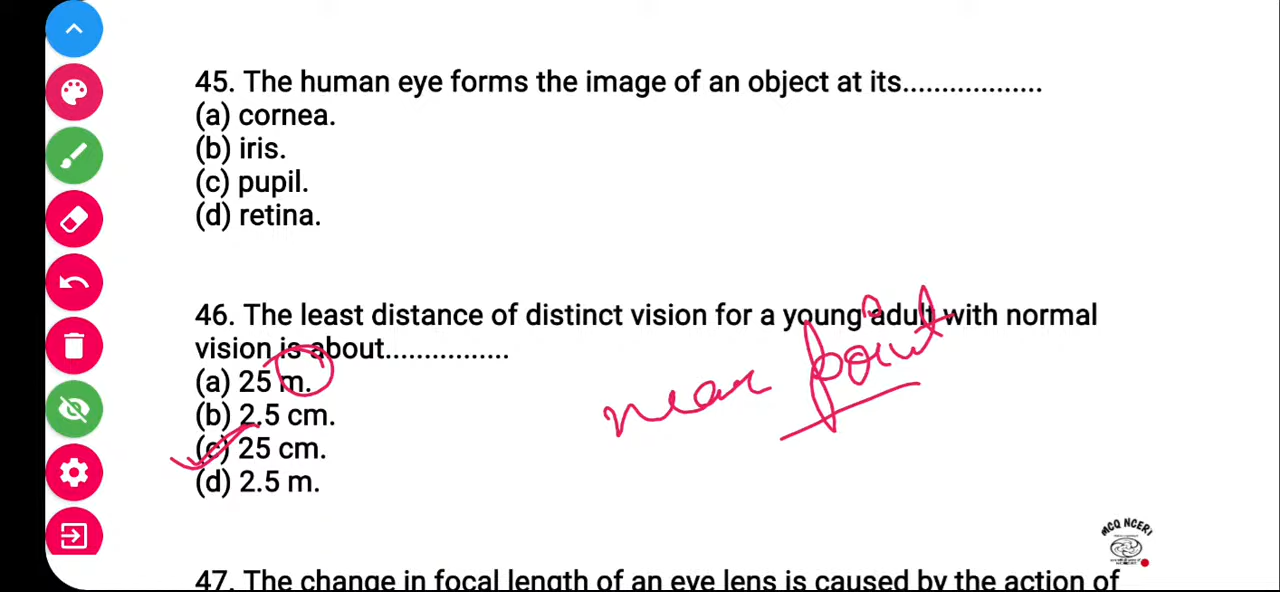 45. The human eye forms the image of an object at its..................
(a) cornea.
(b) iris.
(c) pupil.
(d) retina.
46. The least distance of distinct vision for a young adult with normal
vision is about................
(a) 25 m.
(b) 2.5 cm.
(c) 25 cm.
(d) 2.5 m.
near point
MCQ NCERT
47. The change in focal length of an eye lens is caused by the action of